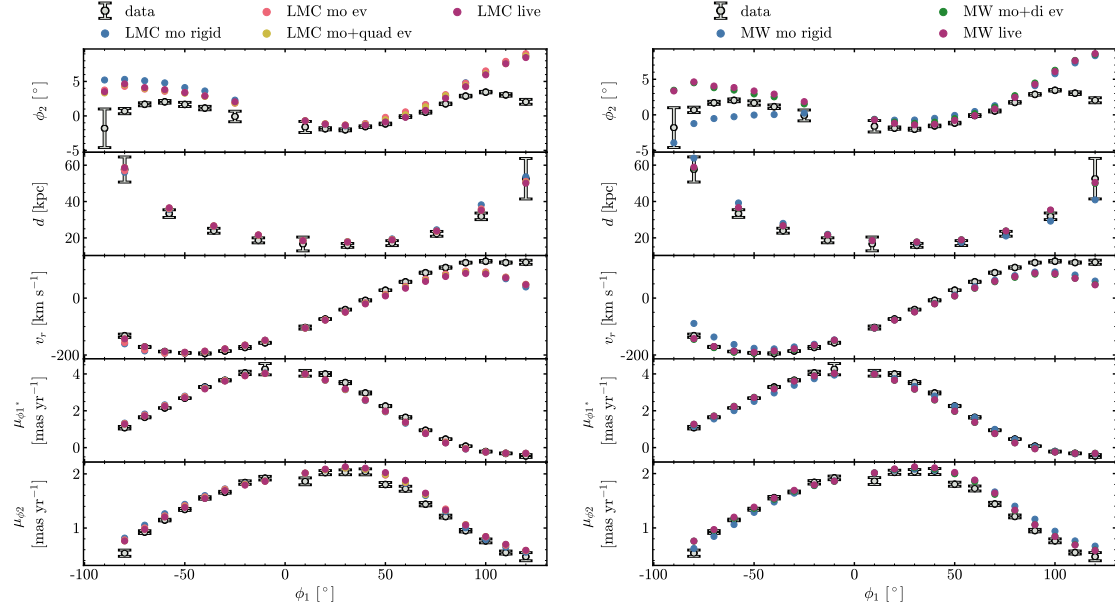 data
LMC mo rigid
LMC mo ev
LMC mo+quad ev
LMC live
ϕ2 [°]
5
0
-5
d [kpc]
60
40
20
vr [km s−1]
0
-200
μϕ1* [mas yr−1]
4
2
0
μϕ2 [mas yr−1]
2
1
-100 -50 0 50 100
ϕ1 [°]
data
MW mo rigid
MW mo+di ev
MW live
ϕ2 [°]
5
0
-5
d [kpc]
60
40
20
vr [km s−1]
0
-200
μϕ1* [mas yr−1]
4
2
0
μϕ2 [mas yr−1]
2
1
-100 -50 0 50 100
ϕ1 [°]